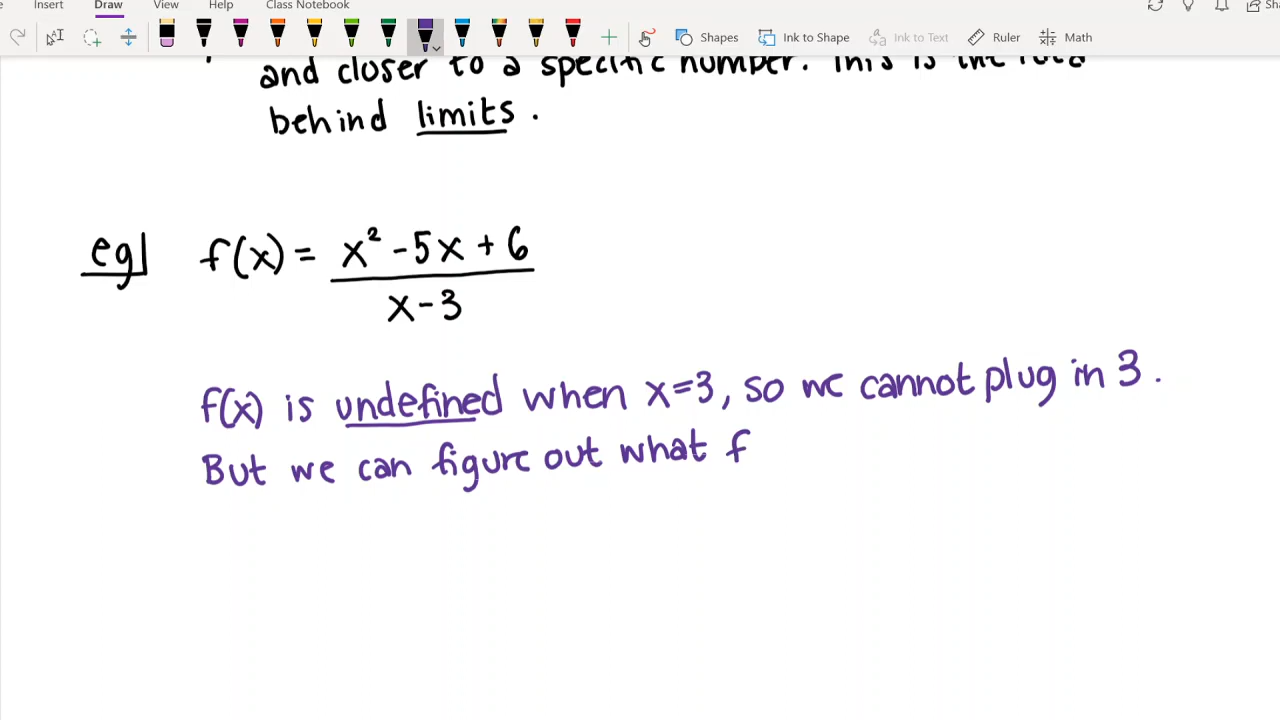 Insert Draw View Help Class Notebook Sha
Shapes Ink to Shape Ink to Text Ruler Math
and closer to a specific number. This is the idea
behind limits.
eg1 f(x) = x² - 5x + 6
x - 3
f(x) is undefined when x=3, so we cannot plug in 3.
But we can figure out what f